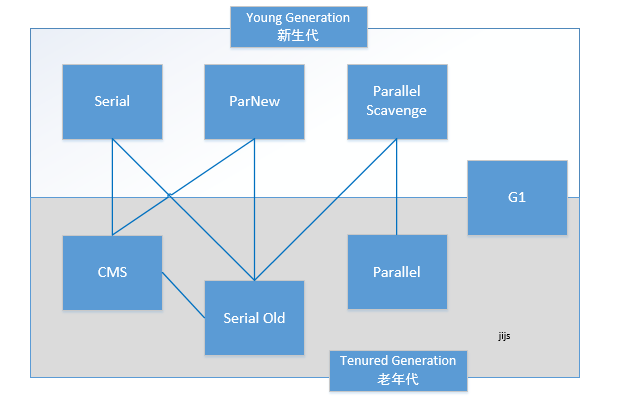 Young Generation
新生代
Serial
ParNew
Parallel
Scavenge
G1
CMS
Serial Old
Parallel
jijs
Tenured Generation
老年代